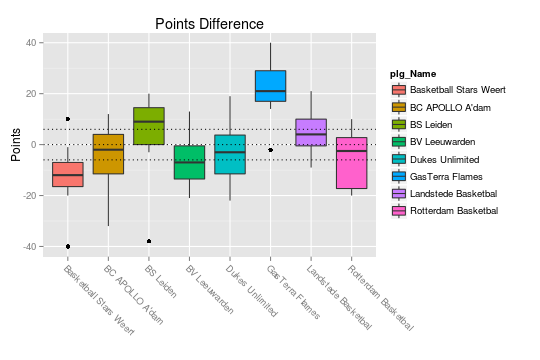 Points Difference
Points
40
20
0
-20
-40
Basketball Stars Weert
BC APOLLO A'dam
BS Leiden
BV Leeuwarden
Dukes Unlimited
GasTerra Flames
Landstede Basketbal
Rotterdam Basketbal
plg_Name
Basketball Stars Weert
BC APOLLO A'dam
BS Leiden
BV Leeuwarden
Dukes Unlimited
GasTerra Flames
Landstede Basketbal
Rotterdam Basketbal